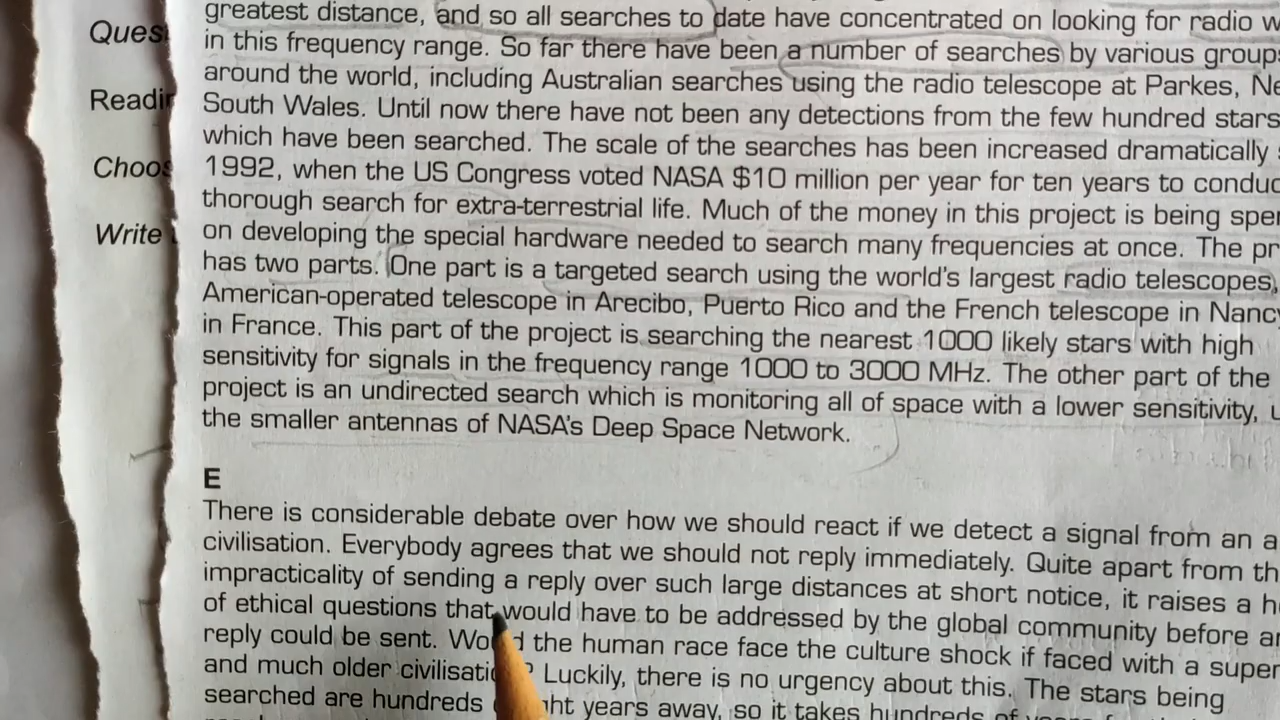 Ques
Readin
Choos
Write
greatest distance, and so all searches to date have concentrated on looking for radio w
in this frequency range. So far there have been a number of searches by various groups
around the world, including Australian searches using the radio telescope at Parkes, Ne
South Wales. Until now there have not been any detections from the few hundred stars
which have been searched. The scale of the searches has been increased dramatically s
1992, when the US Congress voted NASA $10 million per year for ten years to conduc
thorough search for extra-terrestrial life. Much of the money in this project is being spen
on developing the special hardware needed to search many frequencies at once. The pr
has two parts. One part is a targeted search using the world's largest radio telescopes,
American-operated telescope in Arecibo, Puerto Rico and the French telescope in Nancy
in France. This part of the project is searching the nearest 1000 likely stars with high
sensitivity for signals in the frequency range 1000 to 3000 MHz. The other part of the
project is an undirected search which is monitoring all of space with a lower sensitivity, u
the smaller antennas of NASA's Deep Space Network.
E
There is considerable debate over how we should react if we detect a signal from an a
civilisation. Everybody agrees that we should not reply immediately. Quite apart from th
impracticality of sending a reply over such large distances at short notice, it raises a h
of ethical questions that would have to be addressed by the global community before an
reply could be sent. Would the human race face the culture shock if faced with a super
and much older civilisation? Luckily, there is no urgency about this. The stars being
searched are hundreds ght years away, so it takes hundreds of years f